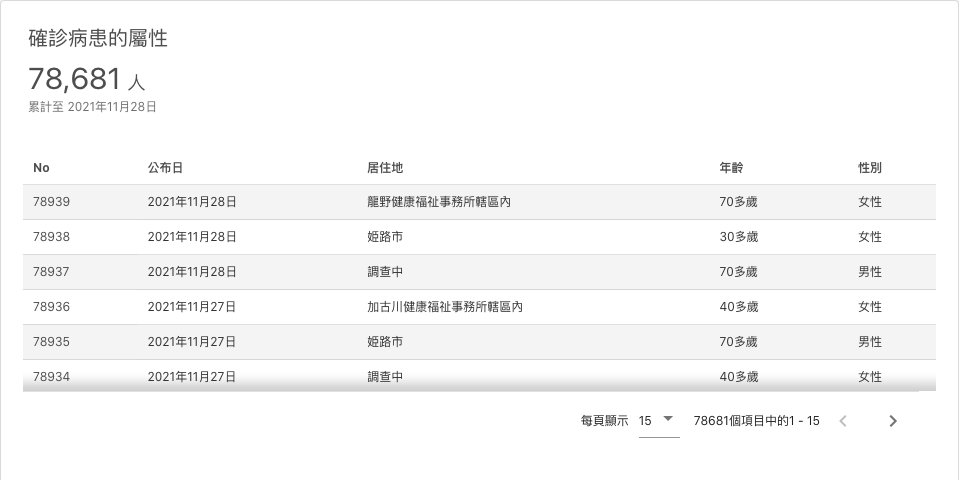 確診病患的屬性
78,681 人
累計至 2021年11月28日
No 公布日 居住地 年齡 性別
78939 2021年11月28日 龍野健康福祉事務所轄區內 70多歲 女性
78938 2021年11月28日 姫路市 30多歲 女性
78937 2021年11月28日 調查中 70多歲 男性
78936 2021年11月27日 加古川健康福祉事務所轄區內 40多歲 女性
78935 2021年11月27日 姫路市 70多歲 男性
78934 2021年11月27日 調查中 40多歲 女性
每頁顯示 15 78681個項目中的1 - 15